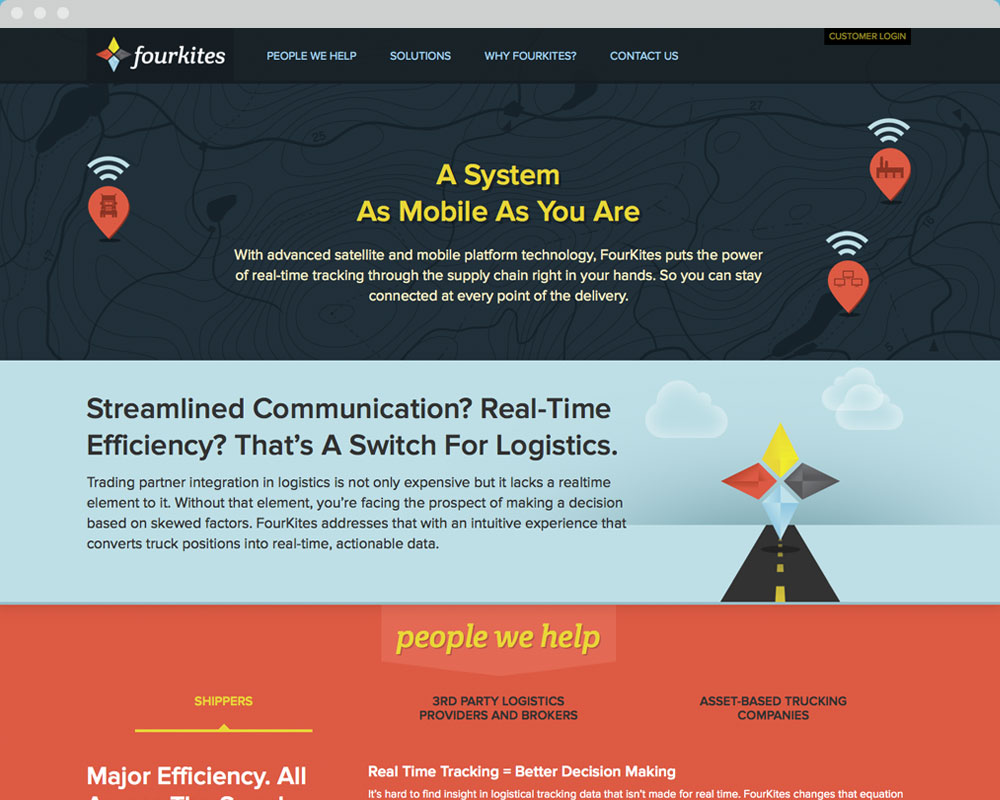 fourkites
PEOPLE WE HELP
SOLUTIONS
WHY FOURKITES?
CONTACT US
CUSTOMER LOGIN
27
25
16
17
5
A System
As Mobile As You Are
With advanced satellite and mobile platform technology, FourKites puts the power
of real-time tracking through the supply chain right in your hands. So you can stay
connected at every point of the delivery.
Streamlined Communication? Real-Time
Efficiency? That's A Switch For Logistics.
Trading partner integration in logistics is not only expensive but it lacks a realtime
element to it. Without that element, you're facing the prospect of making a decision
based on skewed factors. FourKites addresses that with an intuitive experience that
converts truck positions into real-time, actionable data.
people we help
SHIPPERS
3RD PARTY LOGISTICS
PROVIDERS AND BROKERS
ASSET-BASED TRUCKING
COMPANIES
Major Efficiency. All
Real Time Tracking = Better Decision Making
It's hard to find insight in logistical tracking data that isn't made for real time. FourKites changes that equation